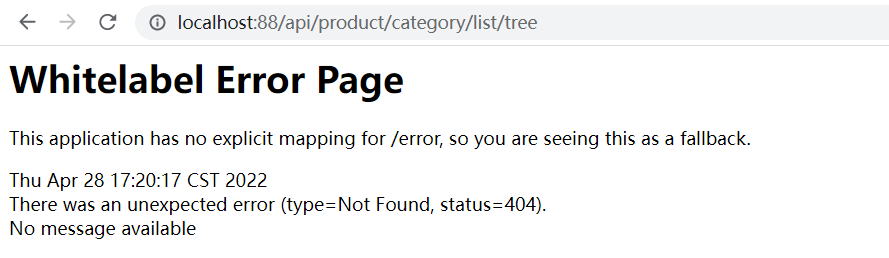 localhost:88/api/product/category/list/tree
Whitelabel Error Page
This application has no explicit mapping for /error, so you are seeing this as a fallback.
Thu Apr 28 17:20:17 CST 2022
There was an unexpected error (type=Not Found, status=404).
No message available